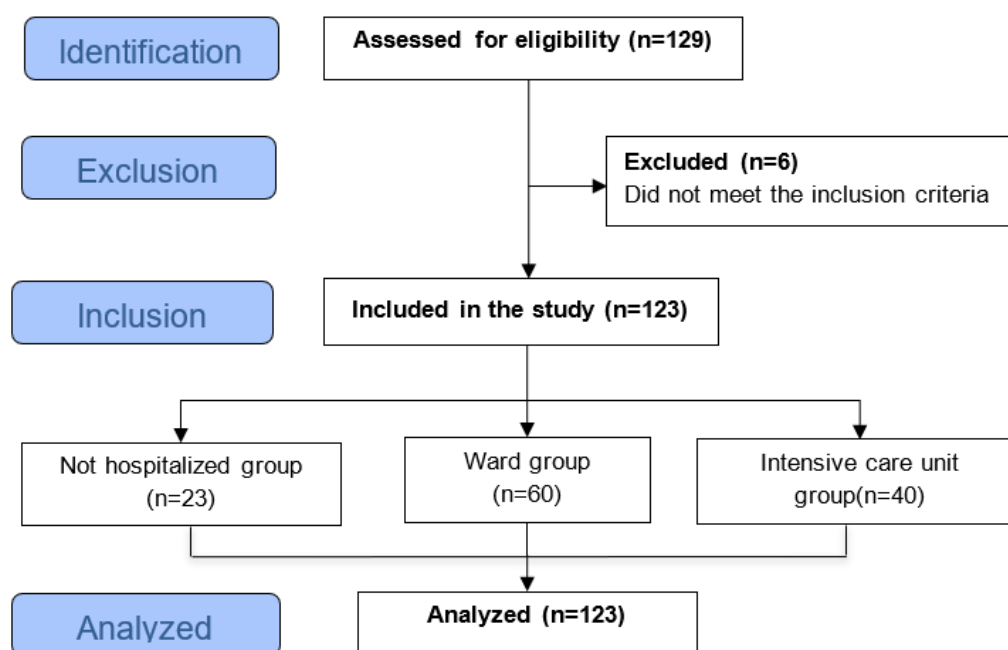 Identification
Assessed for eligibility (n=129)
Exclusion
Excluded (n=6)
Did not meet the inclusion criteria
Inclusion
Included in the study (n=123)
Not hospitalized group
(n=23)
Ward group
(n=60)
Intensive care unit
group(n=40)
Analyzed
Analyzed (n=123)